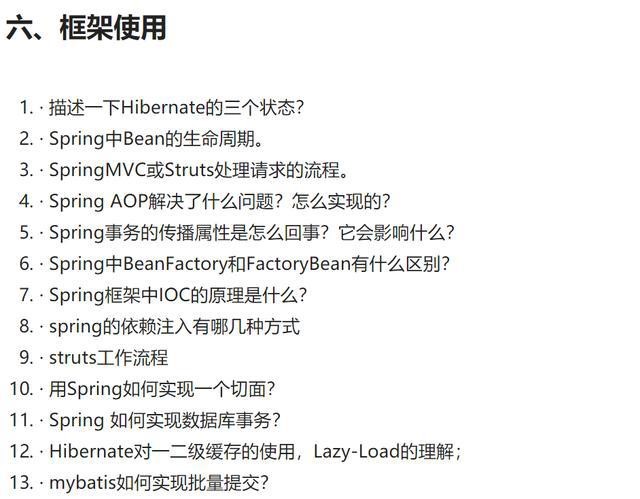 六、框架使用
1. · 描述一下Hibernate的三个状态？
2. · Spring中Bean的生命周期。
3. · SpringMVC或Struts处理请求的流程。
4. · Spring AOP解决了什么问题？怎么实现的？
5. · Spring事务的传播属性是怎么回事？它会影响什么？
6. · Spring中BeanFactory和FactoryBean有什么区别？
7. · Spring框架中IOC的原理是什么？
8. · spring的依赖注入有哪几种方式
9. · struts工作流程
10. · 用Spring如何实现一个切面？
11. · Spring 如何实现数据库事务？
12. · Hibernate对一二级缓存的使用，Lazy-Load的理解；
13. · mybatis如何实现批量提交？